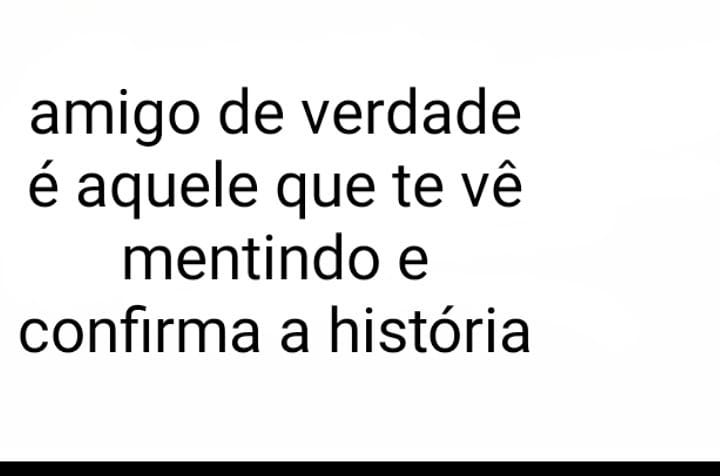 amigo de verdade
é aquele que te vê
mentindo e
confirma a história